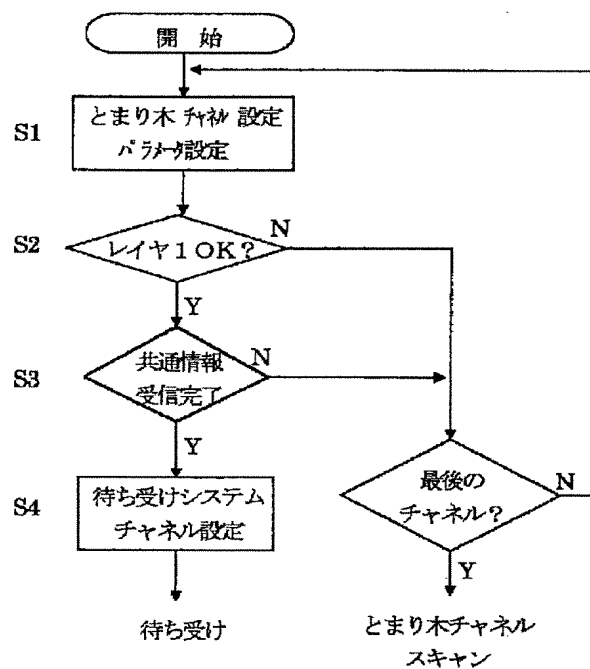 開 始
S1
とまり木 ﾁｬﾈﾙ 設定
ﾊﾟﾗﾒｰﾀ設定
S2
レイヤ1 OK?
N
Y
S3
共通情報
受信完了
N
Y
S4
待ち受けシステム
チャネル設定
最後の
チャネル?
N
Y
待ち受け
とまり木チャネル
スキャン